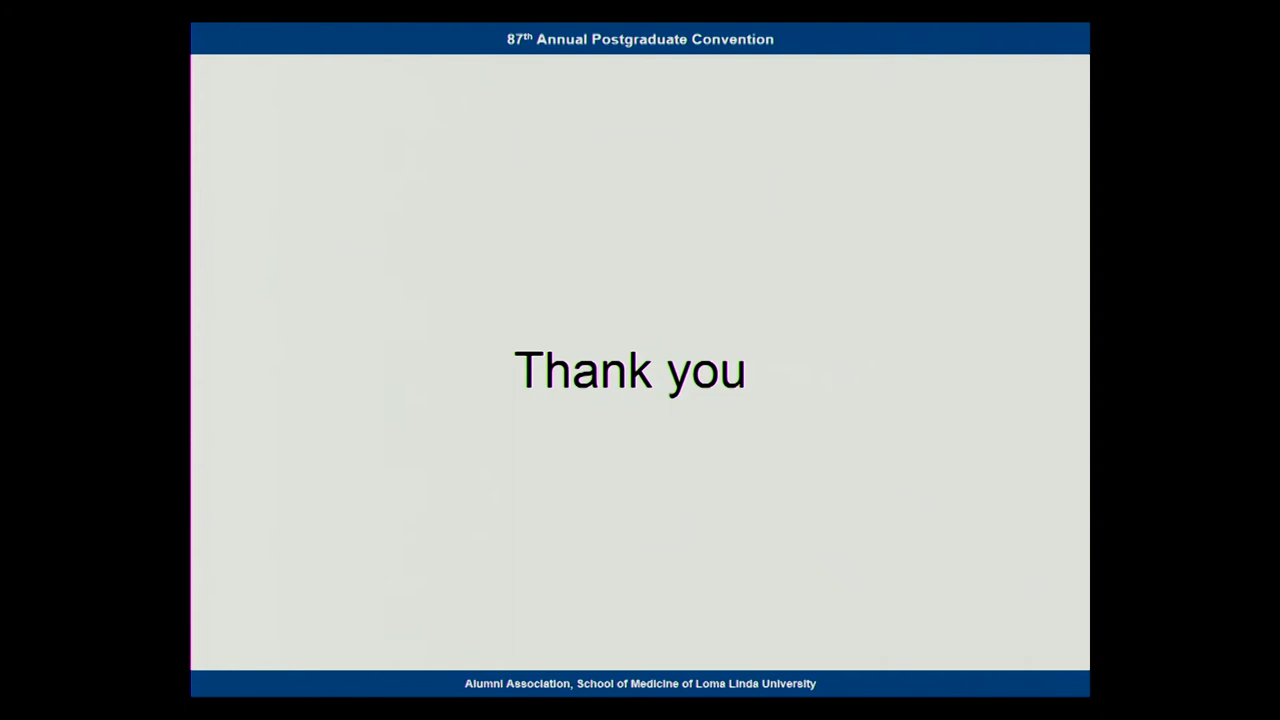 87th Annual Postgraduate Convention
Thank you
Alumni Association, School of Medicine of Loma Linda University